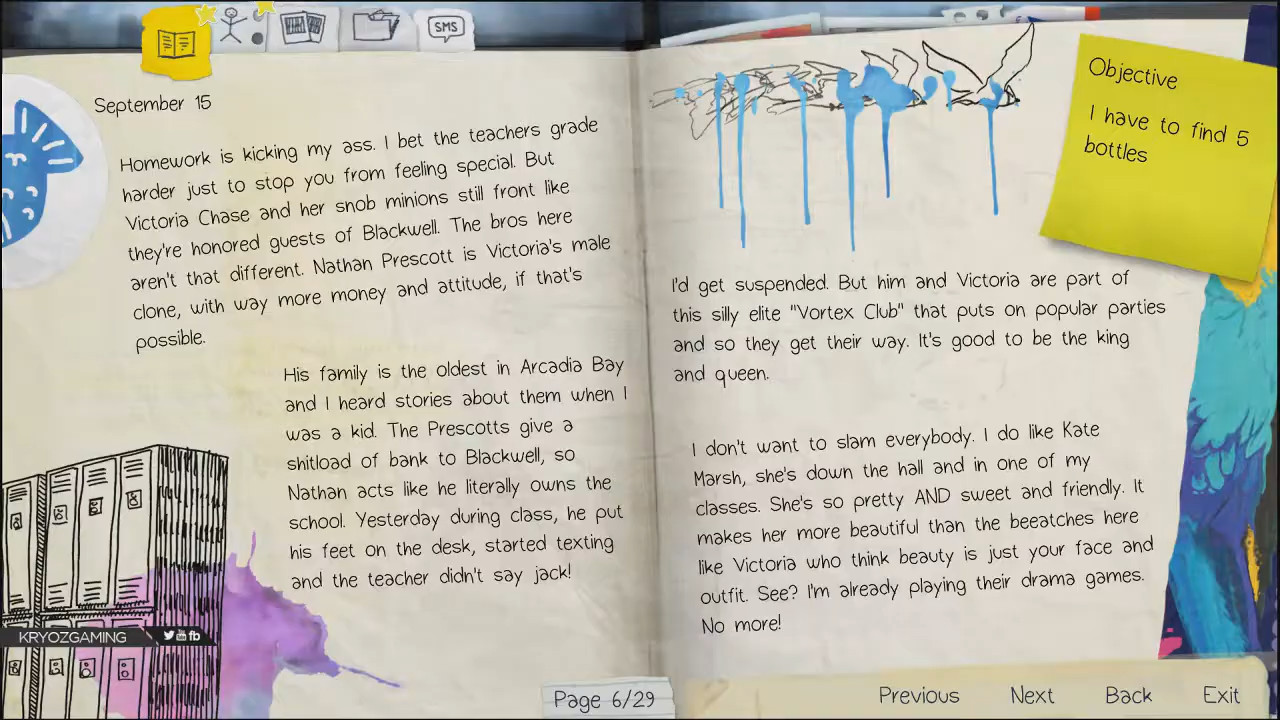 SMS
September 15
Homework is kicking my ass. I bet the teachers grade
harder just to stop you from feeling special. But
Victoria Chase and her snob minions still front like
they're honored guests of Blackwell. The bros here
aren't that different. Nathan Prescott is Victoria's male
clone, with way more money and attitude, if that's
possible.
His family is the oldest in Arcadia Bay
and I heard stories about them when I
was a kid. The Prescotts give a
shitload of bank to Blackwell, so
Nathan acts like he literally owns the
school. Yesterday during class, he put
his feet on the desk, started texting
and the teacher didn't say jack!
KRYOZGAMING
fb
I'd get suspended. But him and Victoria are part of
this silly elite "Vortex Club" that puts on popular parties
and so they get their way. It's good to be the king
and queen.
I don't want to slam everybody. I do like Kate
Marsh, she's down the hall and in one of my
classes. She's so pretty AND sweet and friendly. It
makes her more beautiful than the beeatches here
like Victoria who think beauty is just your face and
outfit. See? I'm already playing their drama games.
No more!
Objective
I have to find 5
bottles
Page 6/29
Previous Next Back Exit